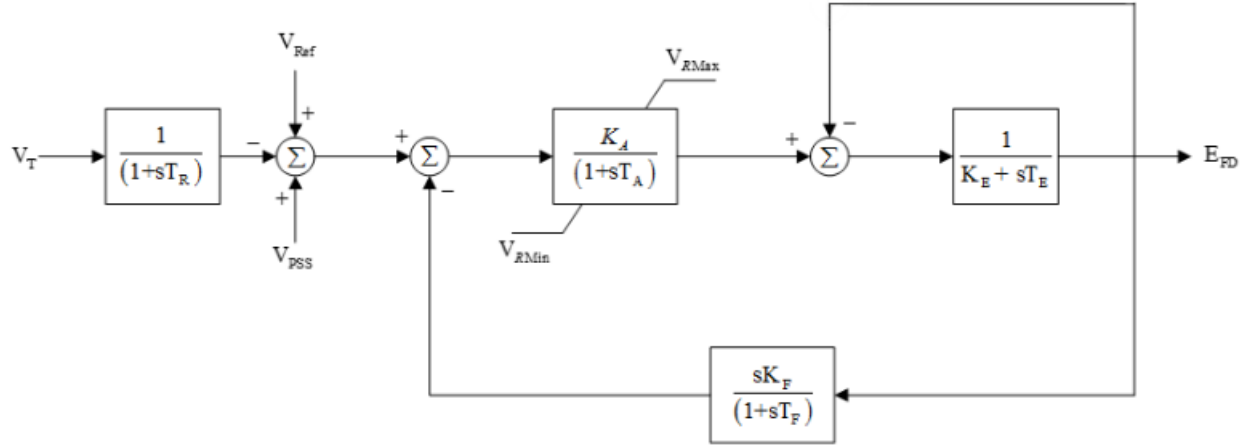 V_Ref
V_RMax
V_T
1
(1+sT_R)
−
+
Σ
+
V_PSS
+
Σ
−
K_A
(1+sT_A)
V_RMin
+
−
Σ
1
K_E + sT_E
E_FD
sK_F
(1+sT_F)